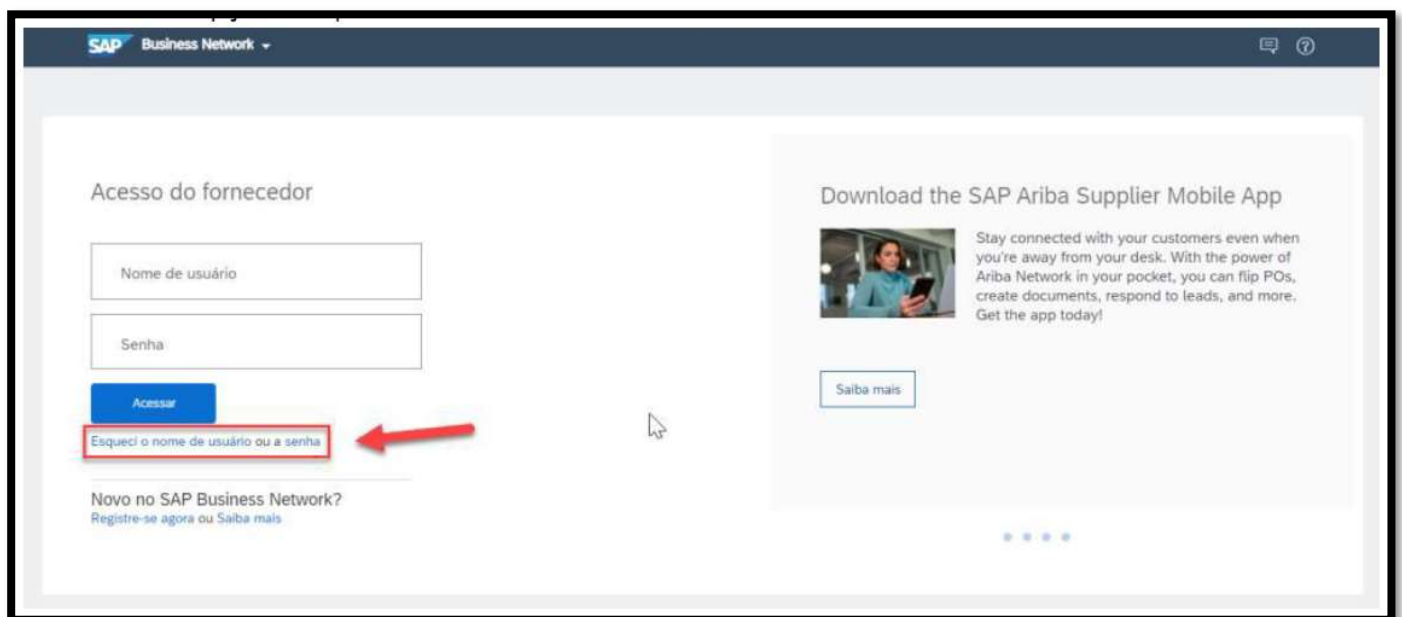 SAP Business Network
Acesso do fornecedor
Nome de usuário
Senha
Acessar
Esqueci o nome de usuário ou a senha
Novo no SAP Business Network?
Registre-se agora ou Saiba mais
Download the SAP Ariba Supplier Mobile App
Stay connected with your customers even when
you're away from your desk. With the power of
Ariba Network in your pocket, you can flip POs,
create documents, respond to leads, and more.
Get the app today!
Saiba mais